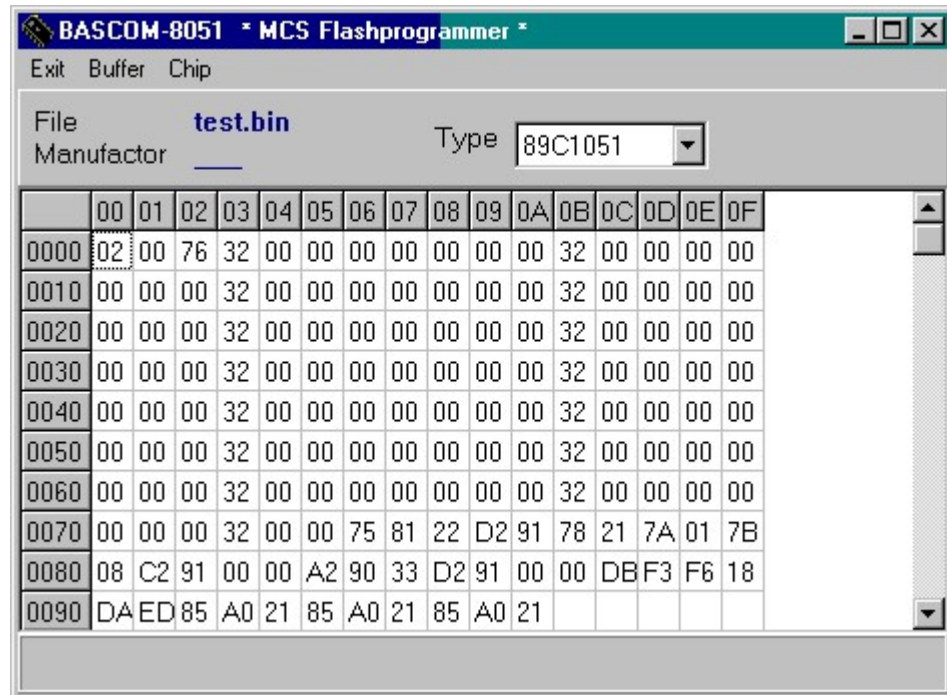 BASCOM-8051 * MCS Flashprogrammer *
Exit Buffer Chip
File test.bin Type 89C1051
Manufactor ___
00 01 02 03 04 05 06 07 08 09 0A 0B 0C 0D 0E 0F
0000 02 00 76 32 00 00 00 00 00 00 00 32 00 00 00 00
0010 00 00 00 32 00 00 00 00 00 00 00 32 00 00 00 00
0020 00 00 00 32 00 00 00 00 00 00 00 32 00 00 00 00
0030 00 00 00 32 00 00 00 00 00 00 00 32 00 00 00 00
0040 00 00 00 32 00 00 00 00 00 00 00 32 00 00 00 00
0050 00 00 00 32 00 00 00 00 00 00 00 32 00 00 00 00
0060 00 00 00 32 00 00 00 00 00 00 00 32 00 00 00 00
0070 00 00 00 32 00 00 75 81 22 D2 91 78 21 7A 01 7B
0080 08 C2 91 00 00 A2 90 33 D2 91 00 00 DB F3 F6 18
0090 DA ED 85 A0 21 85 A0 21 85 A0 21